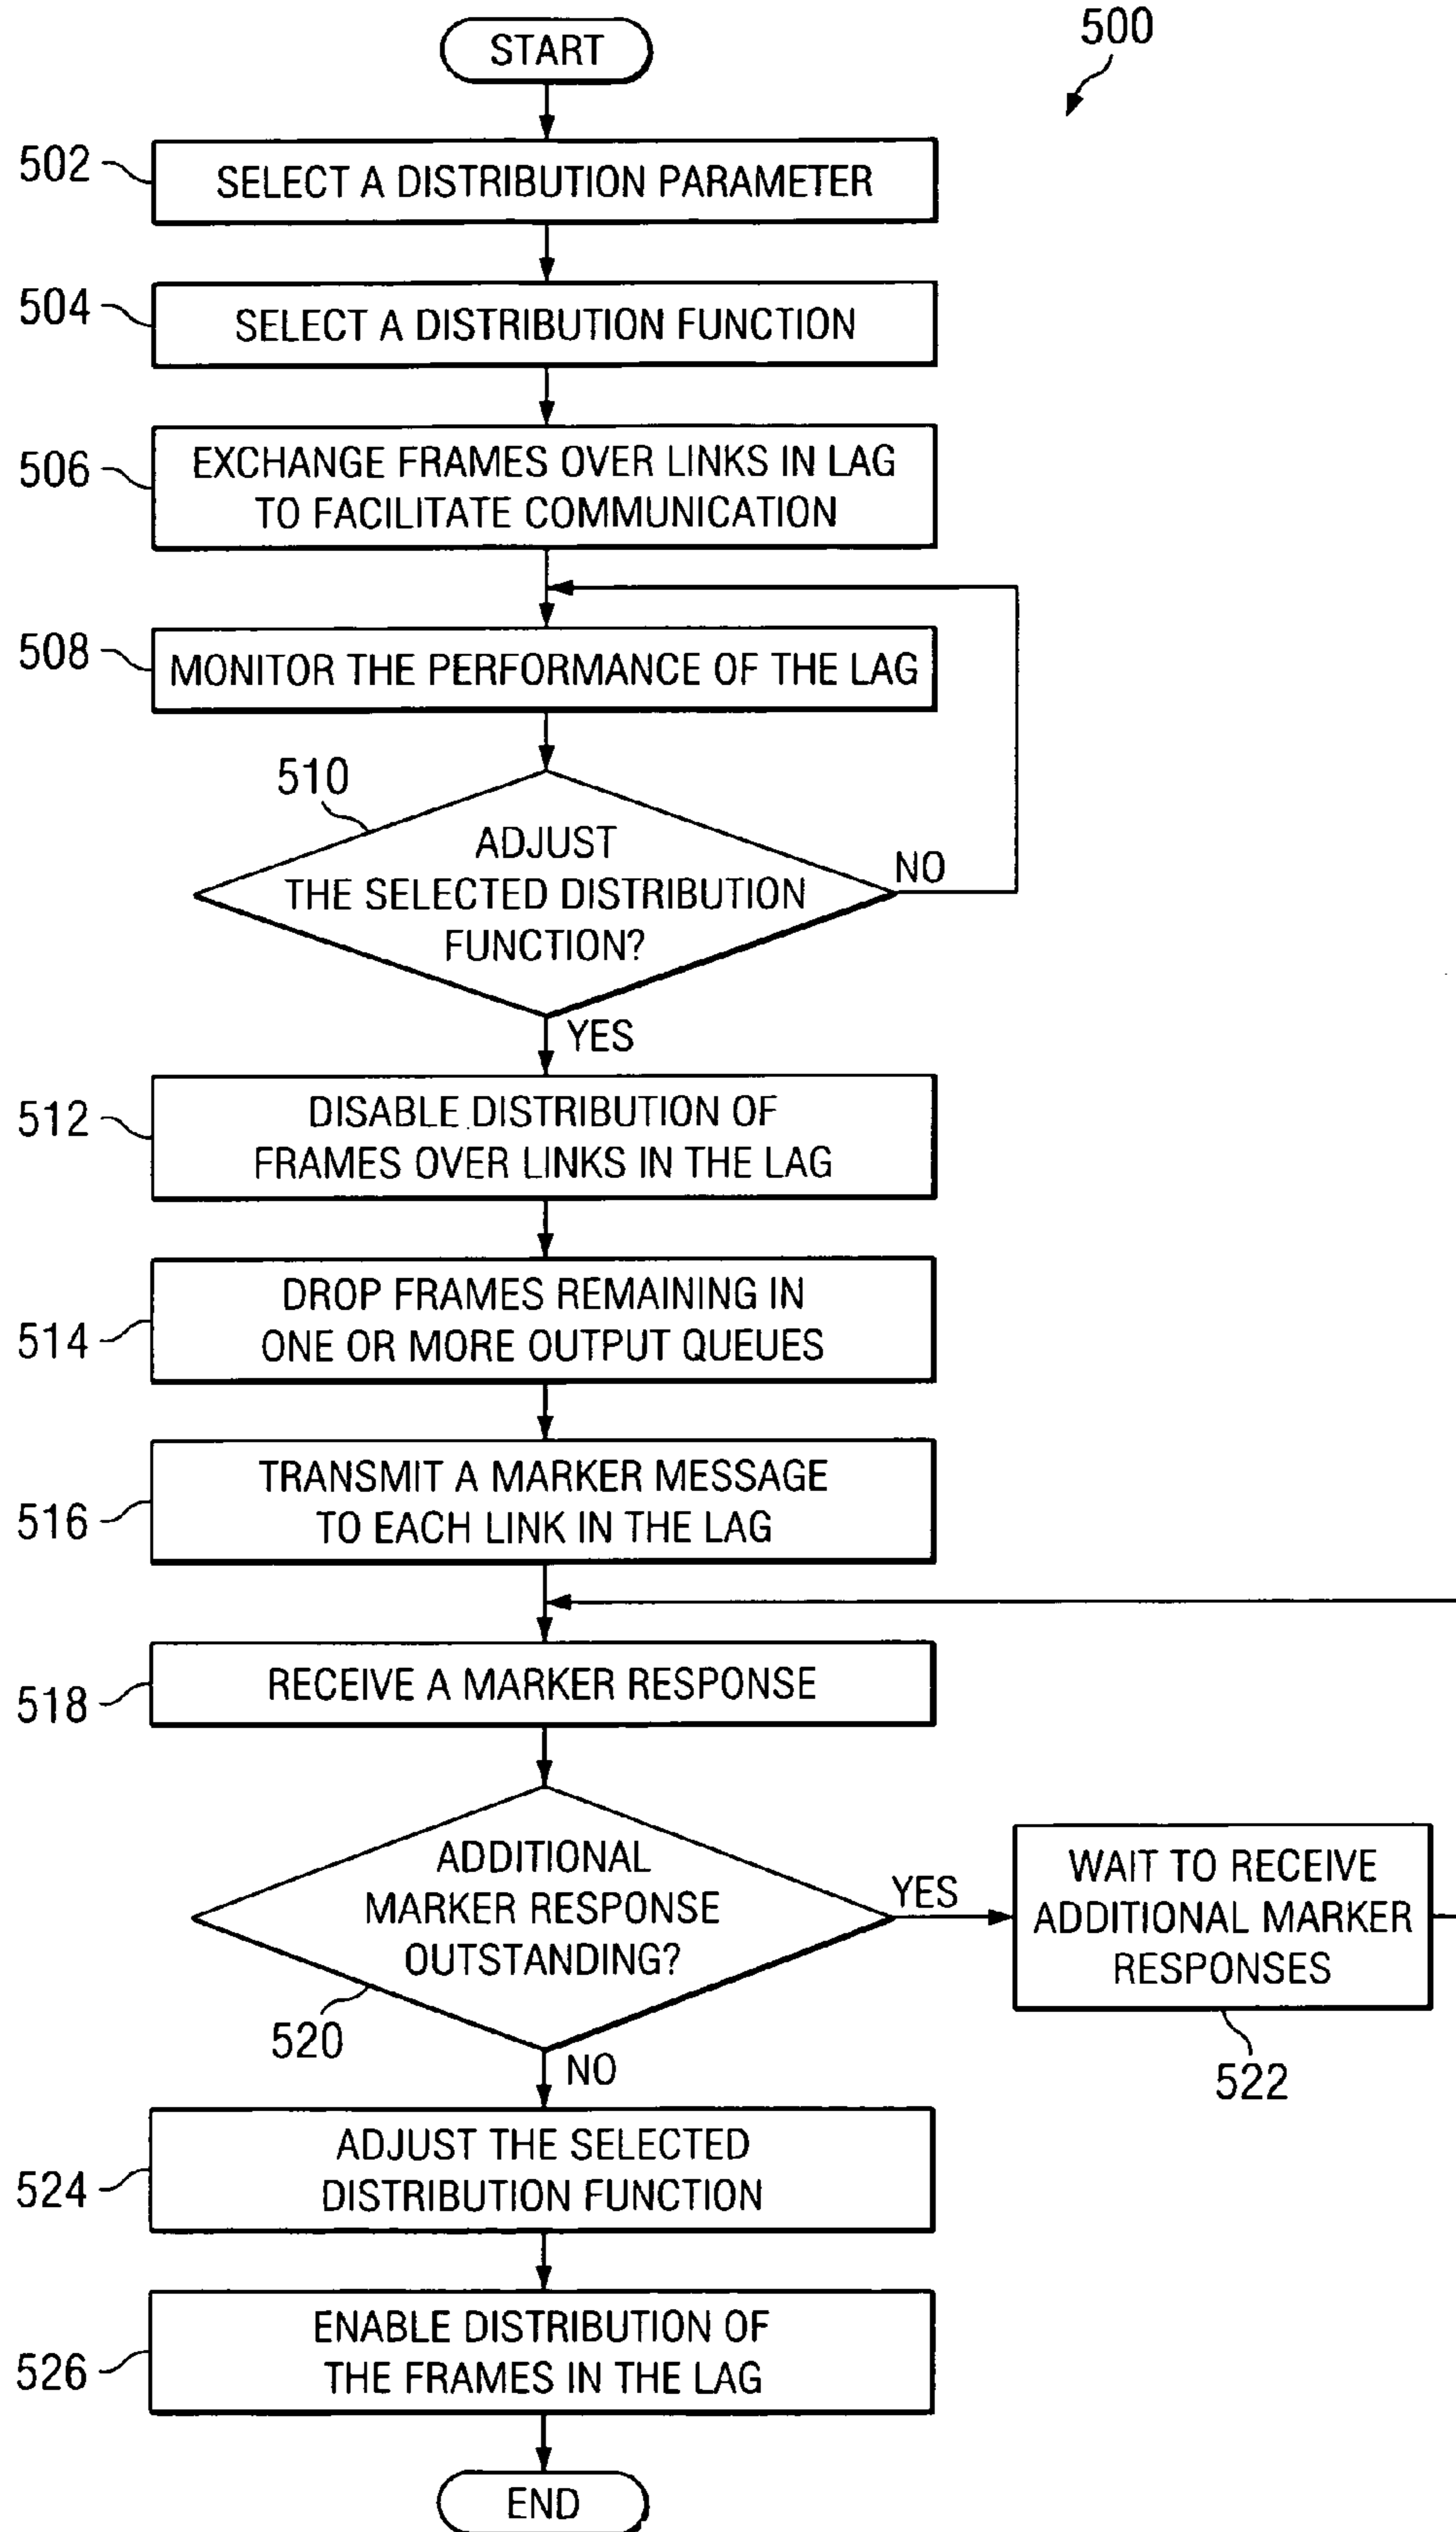 START
500
502
SELECT A DISTRIBUTION PARAMETER
504
SELECT A DISTRIBUTION FUNCTION
506
EXCHANGE FRAMES OVER LINKS IN LAG
TO FACILITATE COMMUNICATION
508
MONITOR THE PERFORMANCE OF THE LAG
510
ADJUST
THE SELECTED DISTRIBUTION
FUNCTION?
NO
YES
512
DISABLE DISTRIBUTION OF
FRAMES OVER LINKS IN THE LAG
514
DROP FRAMES REMAINING IN
ONE OR MORE OUTPUT QUEUES
516
TRANSMIT A MARKER MESSAGE
TO EACH LINK IN THE LAG
518
RECEIVE A MARKER RESPONSE
520
ADDITIONAL
MARKER RESPONSE
OUTSTANDING?
YES
WAIT TO RECEIVE
ADDITIONAL MARKER
RESPONSES
522
NO
524
ADJUST THE SELECTED
DISTRIBUTION FUNCTION
526
ENABLE DISTRIBUTION OF
THE FRAMES IN THE LAG
END